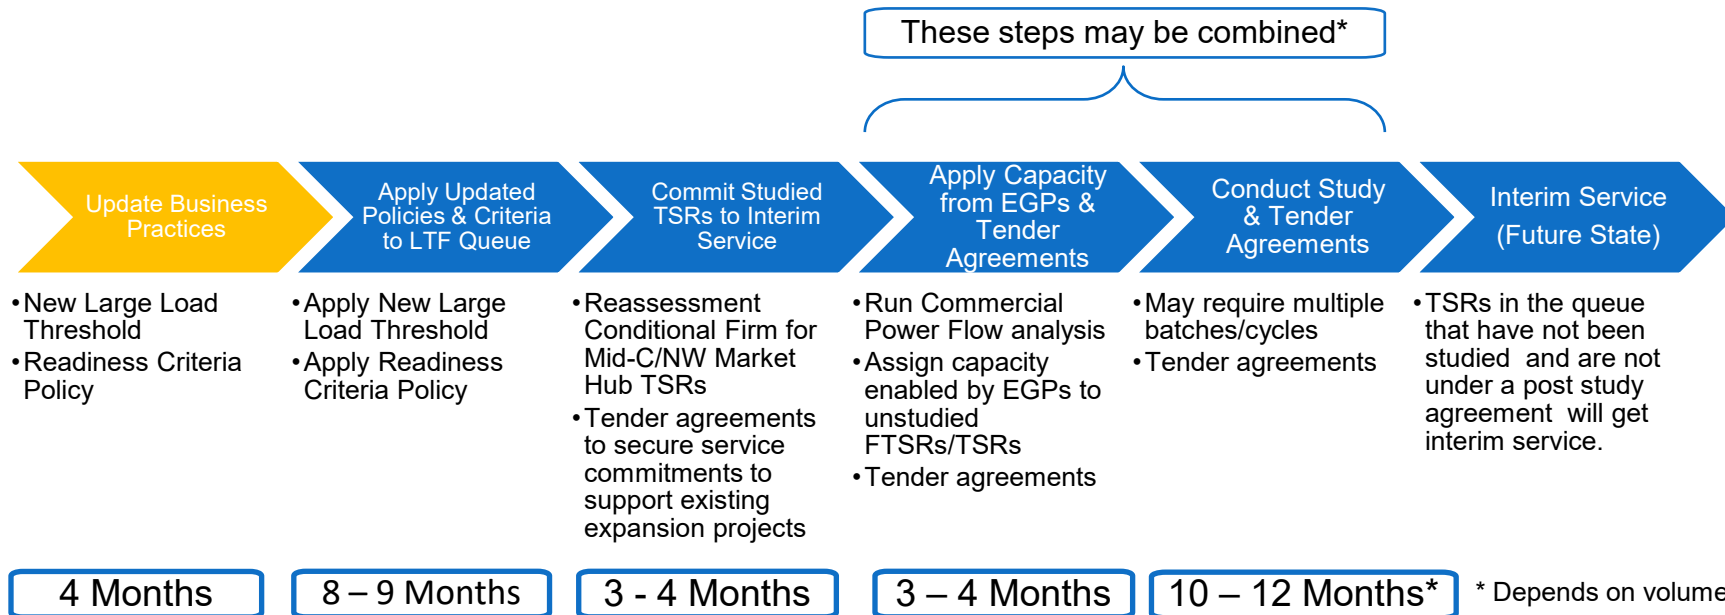 These steps may be combined*
Update Business
Practices
Apply Updated
Policies & Criteria
to LTF Queue
Commit Studied
TSRs to Interim
Service
Apply Capacity
from EGPs &
Tender
Agreements
Conduct Study
& Tender
Agreements
Interim Service
(Future State)
•New Large Load
Threshold
•Readiness Criteria
Policy
•Apply New Large
Load Threshold
•Apply Readiness
Criteria Policy
•Reassessment
Conditional Firm for
Mid-C/NW Market
Hub TSRs
•Tender agreements
to secure service
commitments to
support existing
expansion projects
•Run Commercial
Power Flow analysis
•Assign capacity
enabled by EGPs to
unstudied
FTSRs/TSRs
•Tender agreements
•May require multiple
batches/cycles
•Tender agreements
•TSRs in the queue
that have not been
studied and are not
under a post study
agreement will get
interim service.
4 Months
8 – 9 Months
3 - 4 Months
3 – 4 Months
10 – 12 Months*
* Depends on volume